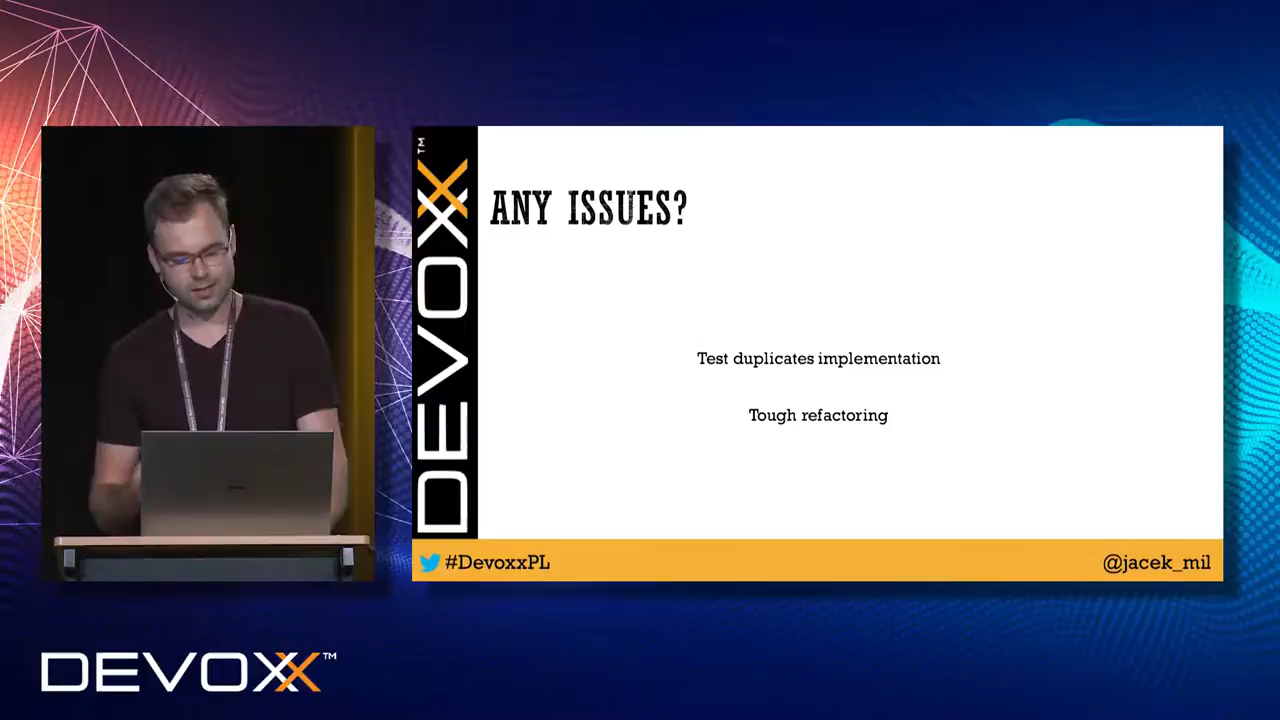 DEVOXX™
ANY ISSUES?
Test duplicates implementation
Tough refactoring
#DevoxxPL
@jacek_mil
DEVOXX™